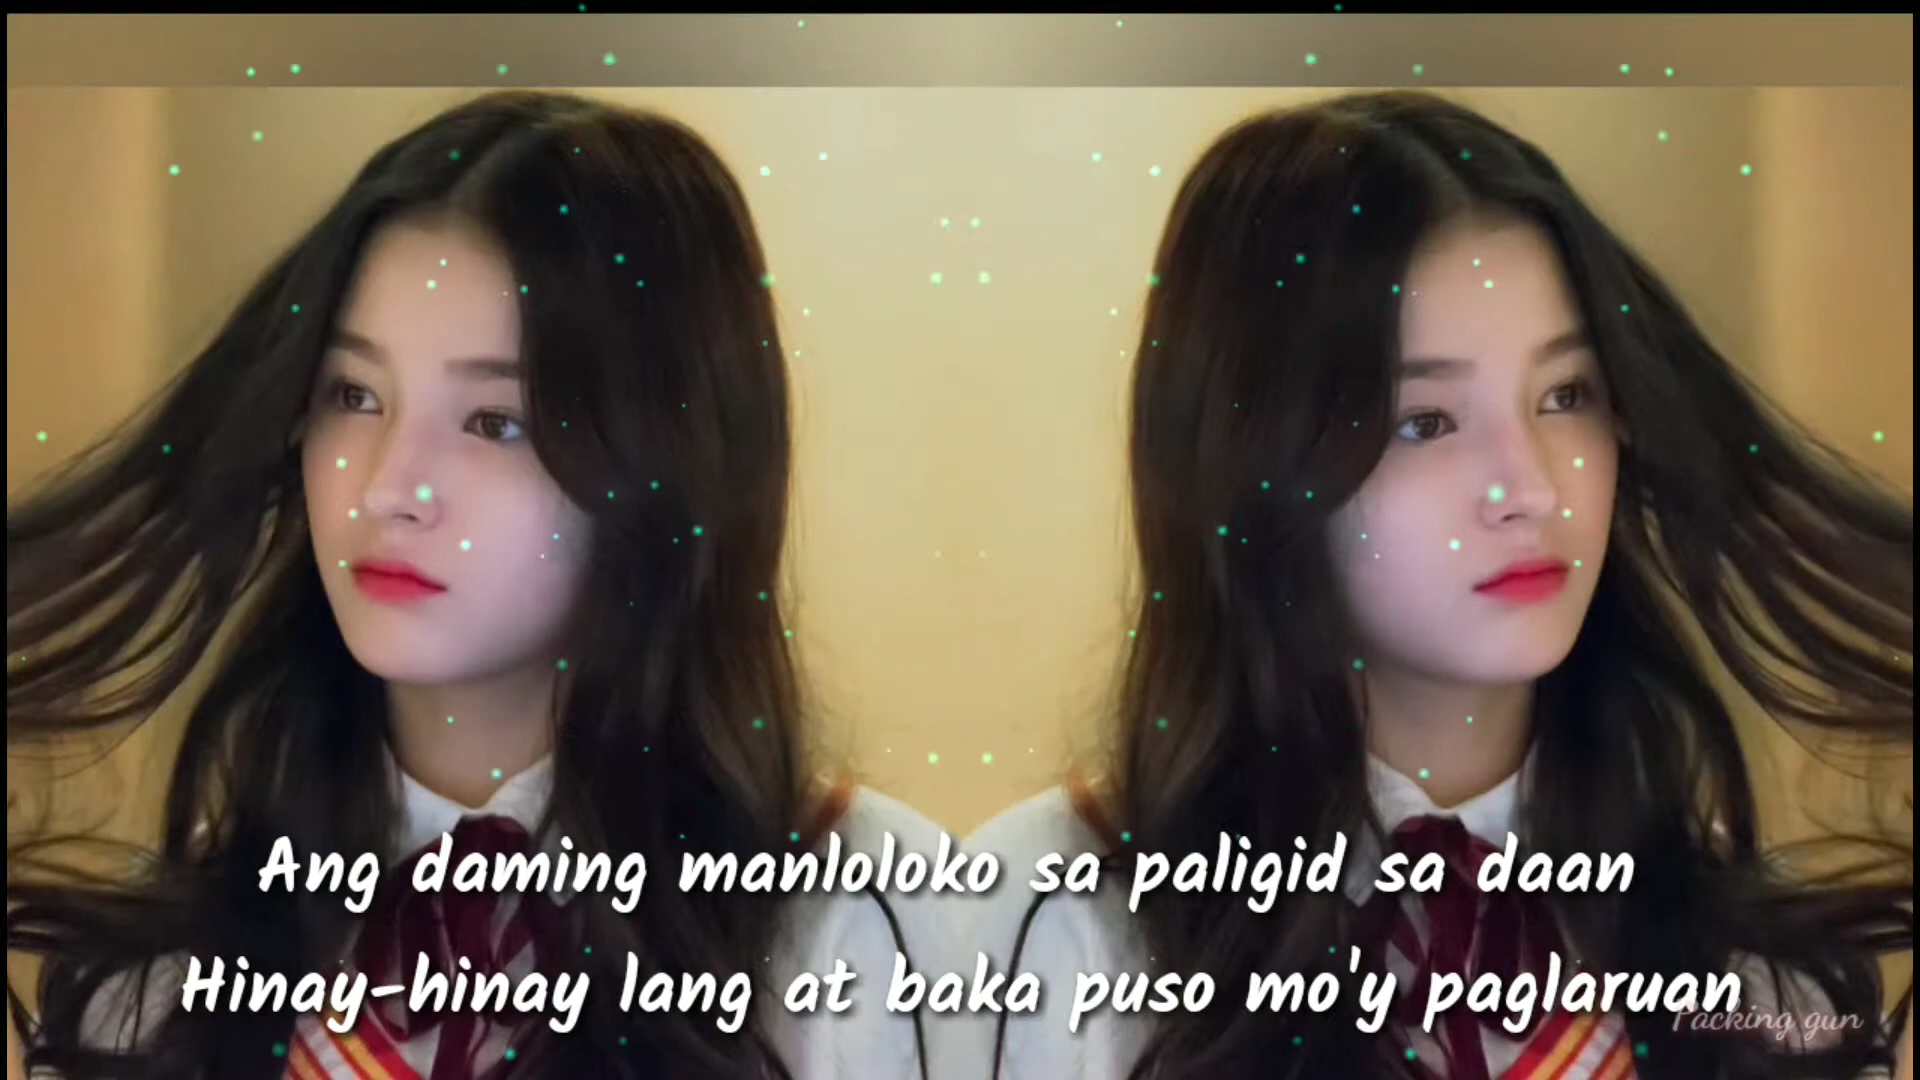 Ang daming manloloko sa paligid sa daan
Hinay-hinay lang at baka puso mo'y paglaruan
Packing gun